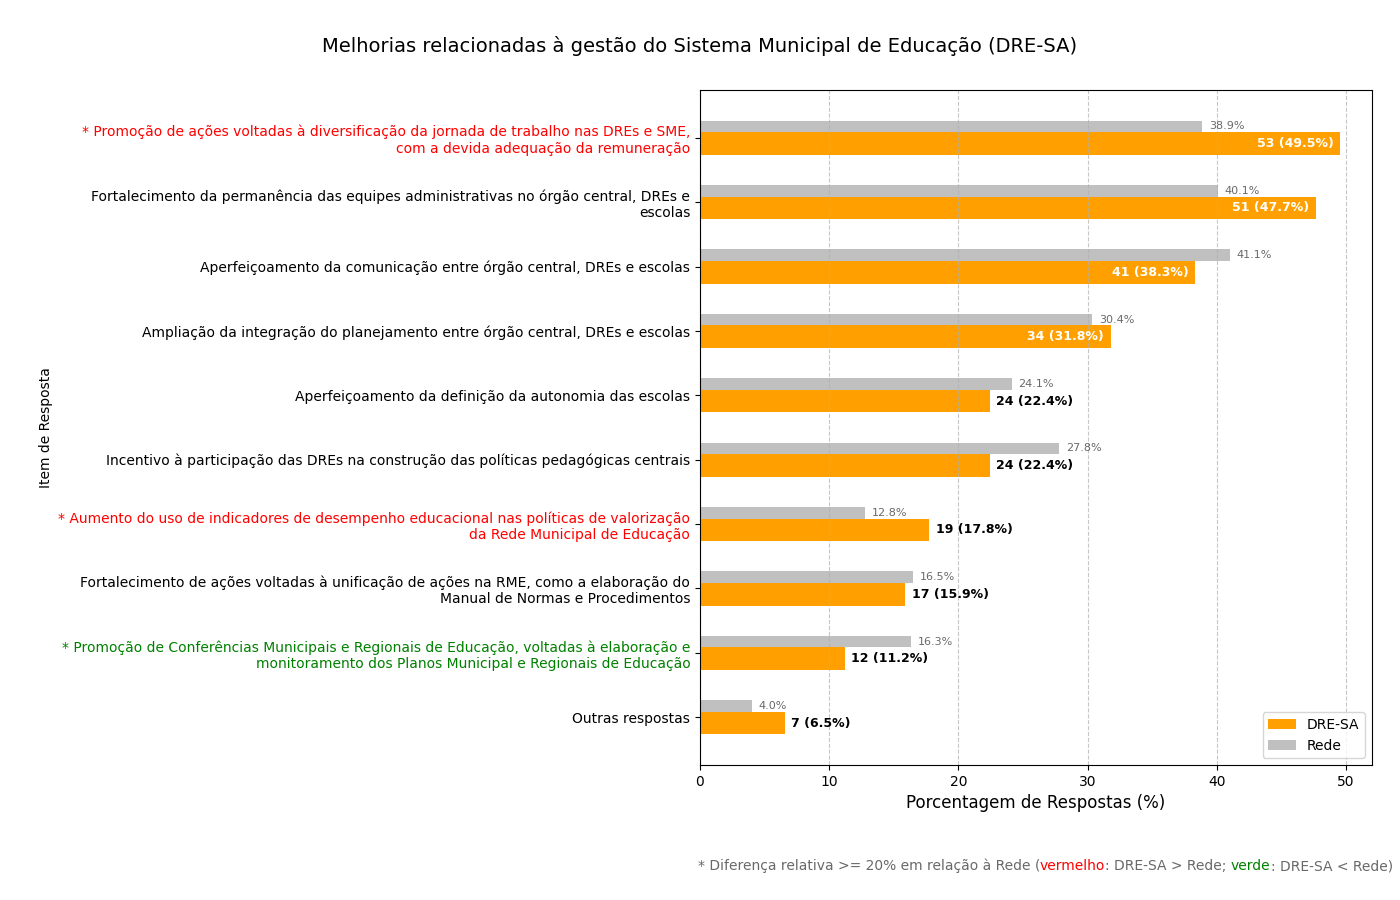 Melhorias relacionadas à gestão do Sistema Municipal de Educação (DRE-SA)
Item de Resposta
* Promoção de ações voltadas à diversificação da jornada de trabalho nas DREs e SME,
com a devida adequação da remuneração
38.9%
53 (49.5%)
Fortalecimento da permanência das equipes administrativas no órgão central, DREs e
escolas
40.1%
51 (47.7%)
Aperfeiçoamento da comunicação entre órgão central, DREs e escolas
41.1%
41 (38.3%)
Ampliação da integração do planejamento entre órgão central, DREs e escolas
30.4%
34 (31.8%)
Aperfeiçoamento da definição da autonomia das escolas
24.1%
24 (22.4%)
Incentivo à participação das DREs na construção das políticas pedagógicas centrais
27.8%
24 (22.4%)
* Aumento do uso de indicadores de desempenho educacional nas políticas de valorização
da Rede Municipal de Educação
12.8%
19 (17.8%)
Fortalecimento de ações voltadas à unificação de ações na RME, como a elaboração do
Manual de Normas e Procedimentos
16.5%
17 (15.9%)
* Promoção de Conferências Municipais e Regionais de Educação, voltadas à elaboração e
monitoramento dos Planos Municipal e Regionais de Educação
16.3%
12 (11.2%)
Outras respostas
4.0%
7 (6.5%)
DRE-SA
Rede
0 10 20 30 40 50
Porcentagem de Respostas (%)
* Diferença relativa >= 20% em relação à Rede (vermelho: DRE-SA > Rede; verde: DRE-SA < Rede)